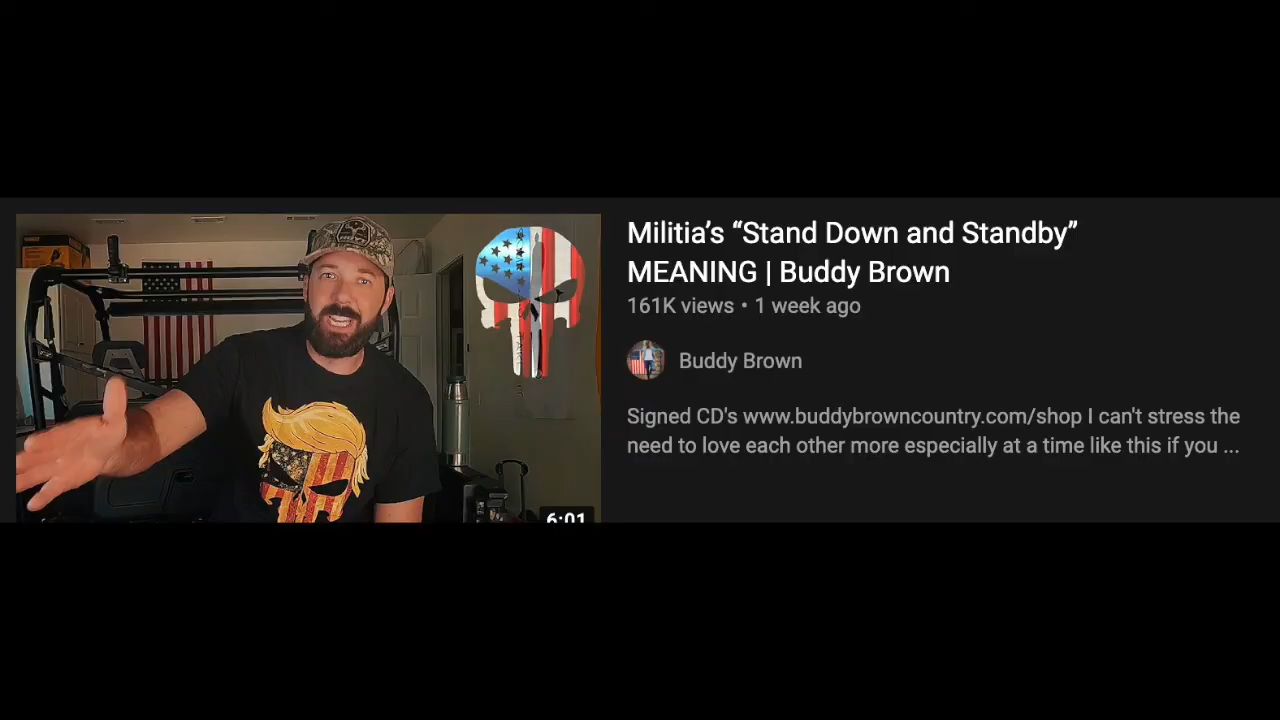 Militia’s “Stand Down and Standby”
MEANING | Buddy Brown
161K views • 1 week ago
Buddy Brown
Signed CD's www.buddybrowncountry.com/shop I can't stress the
need to love each other more especially at a time like this if you ...
6:01